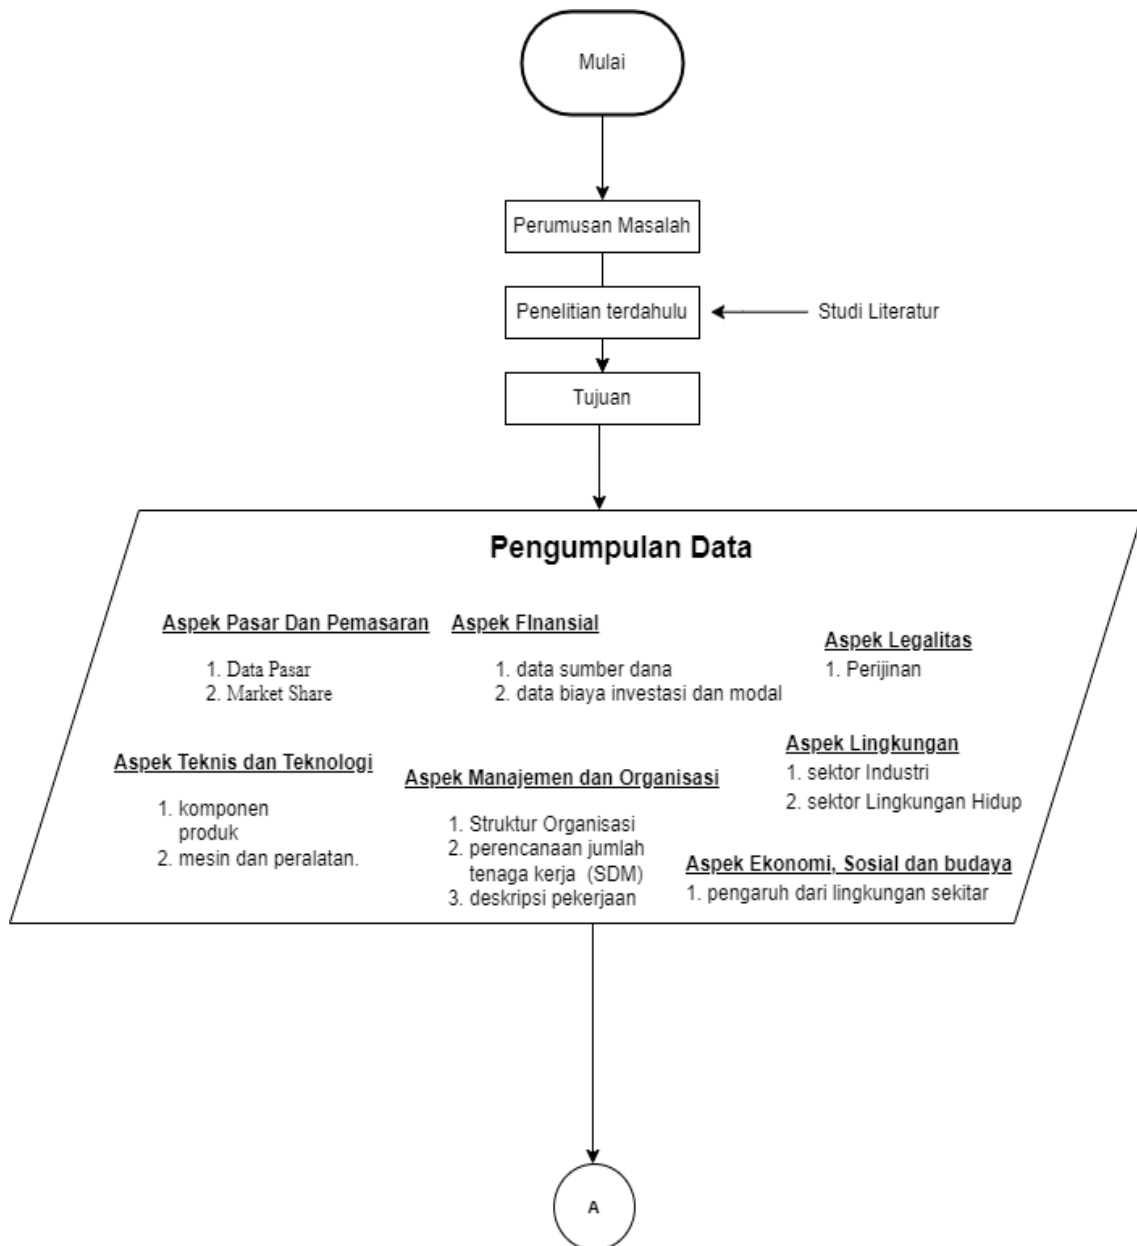 Mulai
Perumusan Masalah
Penelitian terdahulu
Studi Literatur
Tujuan
Pengumpulan Data
Aspek Pasar Dan Pemasaran
1. Data Pasar
2. Market Share
Aspek FInansial
1. data sumber dana
2. data biaya investasi dan modal
Aspek Legalitas
1. Perijinan
Aspek Teknis dan Teknologi
1. komponen
produk
2. mesin dan peralatan.
Aspek Manajemen dan Organisasi
1. Struktur Organisasi
2. perencanaan jumlah
tenaga kerja (SDM)
3. deskripsi pekerjaan
Aspek Lingkungan
1. sektor Industri
2. sektor Lingkungan Hidup
Aspek Ekonomi, Sosial dan budaya
1. pengaruh dari lingkungan sekitar
A